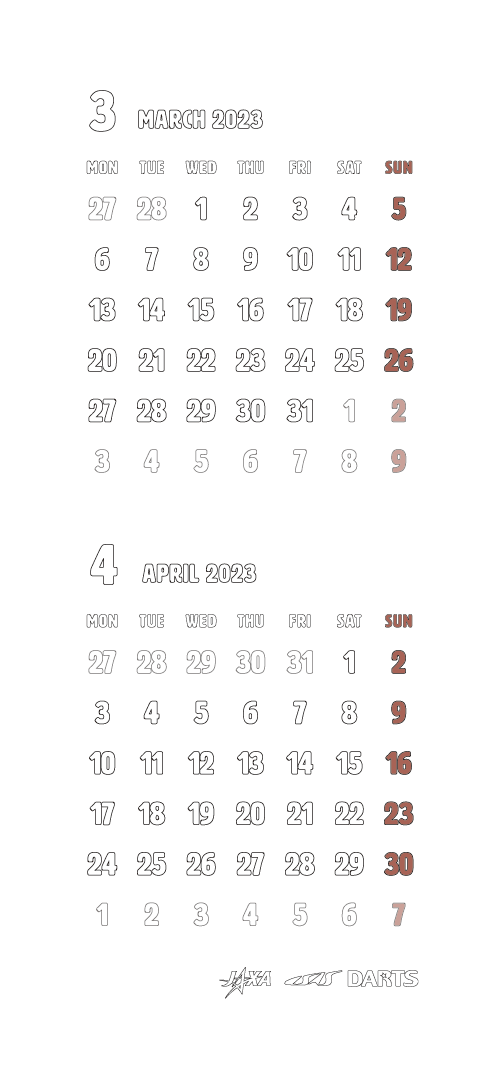 3 MARCH 2023
MON TUE WED THU FRI SAT SUN
27 28 1 2 3 4 5
6 7 8 9 10 11 12
13 14 15 16 17 18 19
20 21 22 23 24 25 26
27 28 29 30 31 1 2
3 4 5 6 7 8 9
4 APRIL 2023
MON TUE WED THU FRI SAT SUN
27 28 29 30 31 1 2
3 4 5 6 7 8 9
10 11 12 13 14 15 16
17 18 19 20 21 22 23
24 25 26 27 28 29 30
1 2 3 4 5 6 7
JAXA ISAS DARTS